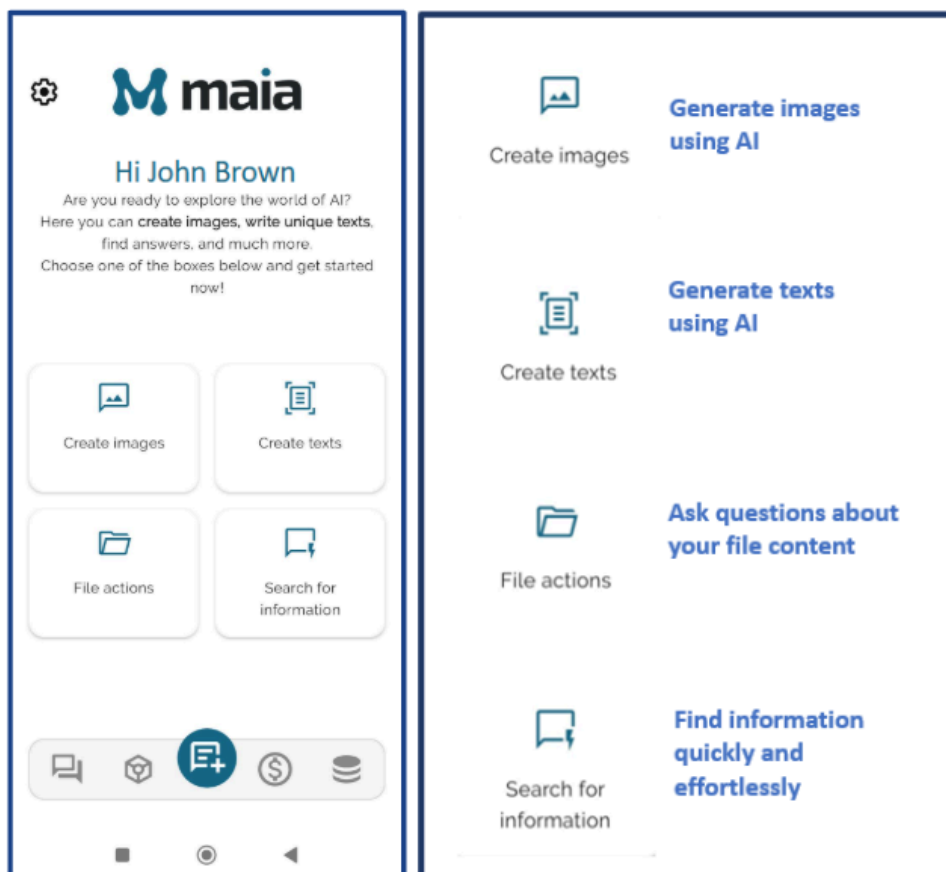 maia
Hi John Brown
Are you ready to explore the world of AI?
Here you can create images, write unique texts,
find answers, and much more.
Choose one of the boxes below and get started
now!
Create images
Create texts
File actions
Search for
information
Create images
Generate images
using AI
Create texts
Generate texts
using AI
File actions
Ask questions about
your file content
Search for
information
Find information
quickly and
effortlessly